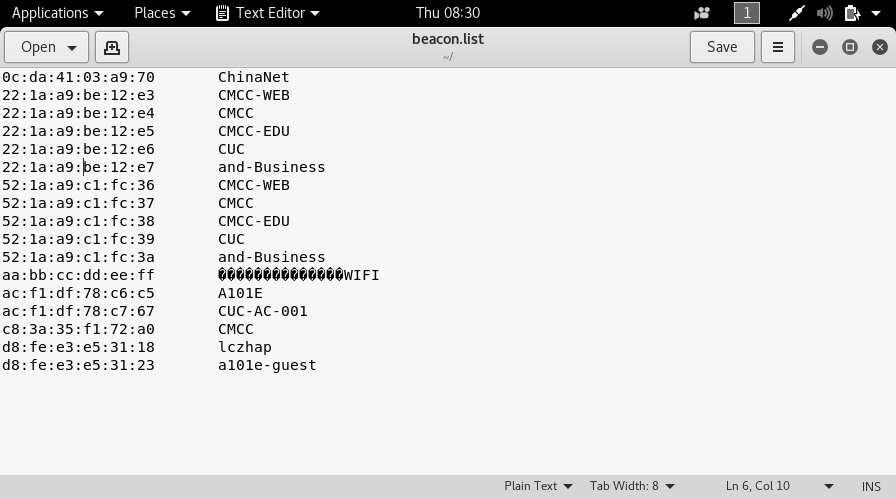 Applications Places Text Editor Thu 08:30 1
Open beacon.list Save
~/
0c:da:41:03:a9:70 ChinaNet
22:1a:a9:be:12:e3 CMCC-WEB
22:1a:a9:be:12:e4 CMCC
22:1a:a9:be:12:e5 CMCC-EDU
22:1a:a9:be:12:e6 CUC
22:1a:a9:be:12:e7 and-Business
52:1a:a9:c1:fc:36 CMCC-WEB
52:1a:a9:c1:fc:37 CMCC
52:1a:a9:c1:fc:38 CMCC-EDU
52:1a:a9:c1:fc:39 CUC
52:1a:a9:c1:fc:3a and-Business
aa:bb:cc:dd:ee:ff ��������������WIFI
ac:f1:df:78:c6:c5 A101E
ac:f1:df:78:c7:67 CUC-AC-001
c8:3a:35:f1:72:a0 CMCC
d8:fe:e3:e5:31:18 lczhap
d8:fe:e3:e5:31:23 a101e-guest
Plain Text Tab Width: 8 Ln 6, Col 10 INS